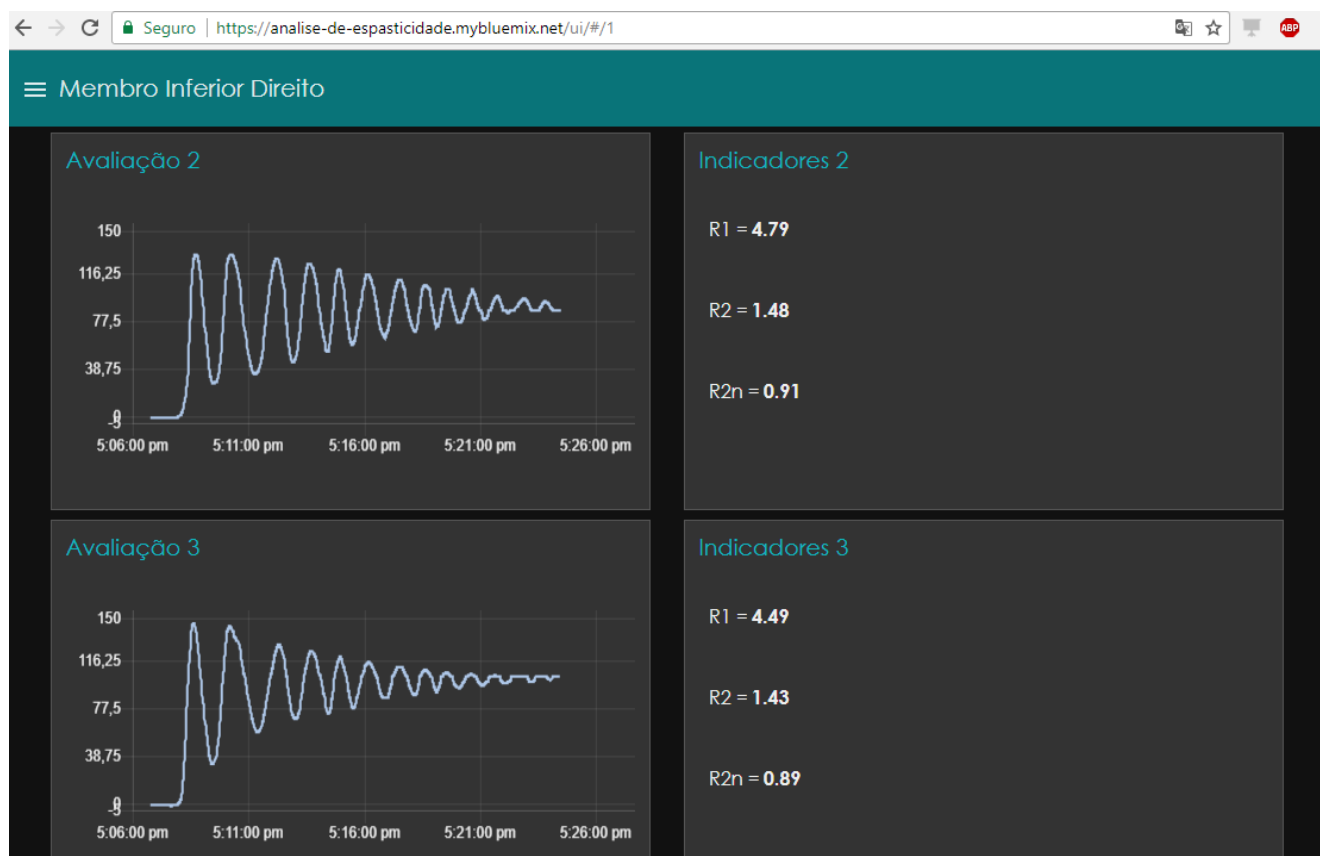 Seguro | https://analise-de-espasticidade.mybluemix.net/ui/#/1
ABP
Membro Inferior Direito
Avaliação 2
150
116,25
77,5
38,75
0
-5
5:06:00 pm 5:11:00 pm 5:16:00 pm 5:21:00 pm 5:26:00 pm
Indicadores 2
R1 = 4.79
R2 = 1.48
R2n = 0.91
Avaliação 3
150
116,25
77,5
38,75
0
-5
5:06:00 pm 5:11:00 pm 5:16:00 pm 5:21:00 pm 5:26:00 pm
Indicadores 3
R1 = 4.49
R2 = 1.43
R2n = 0.89